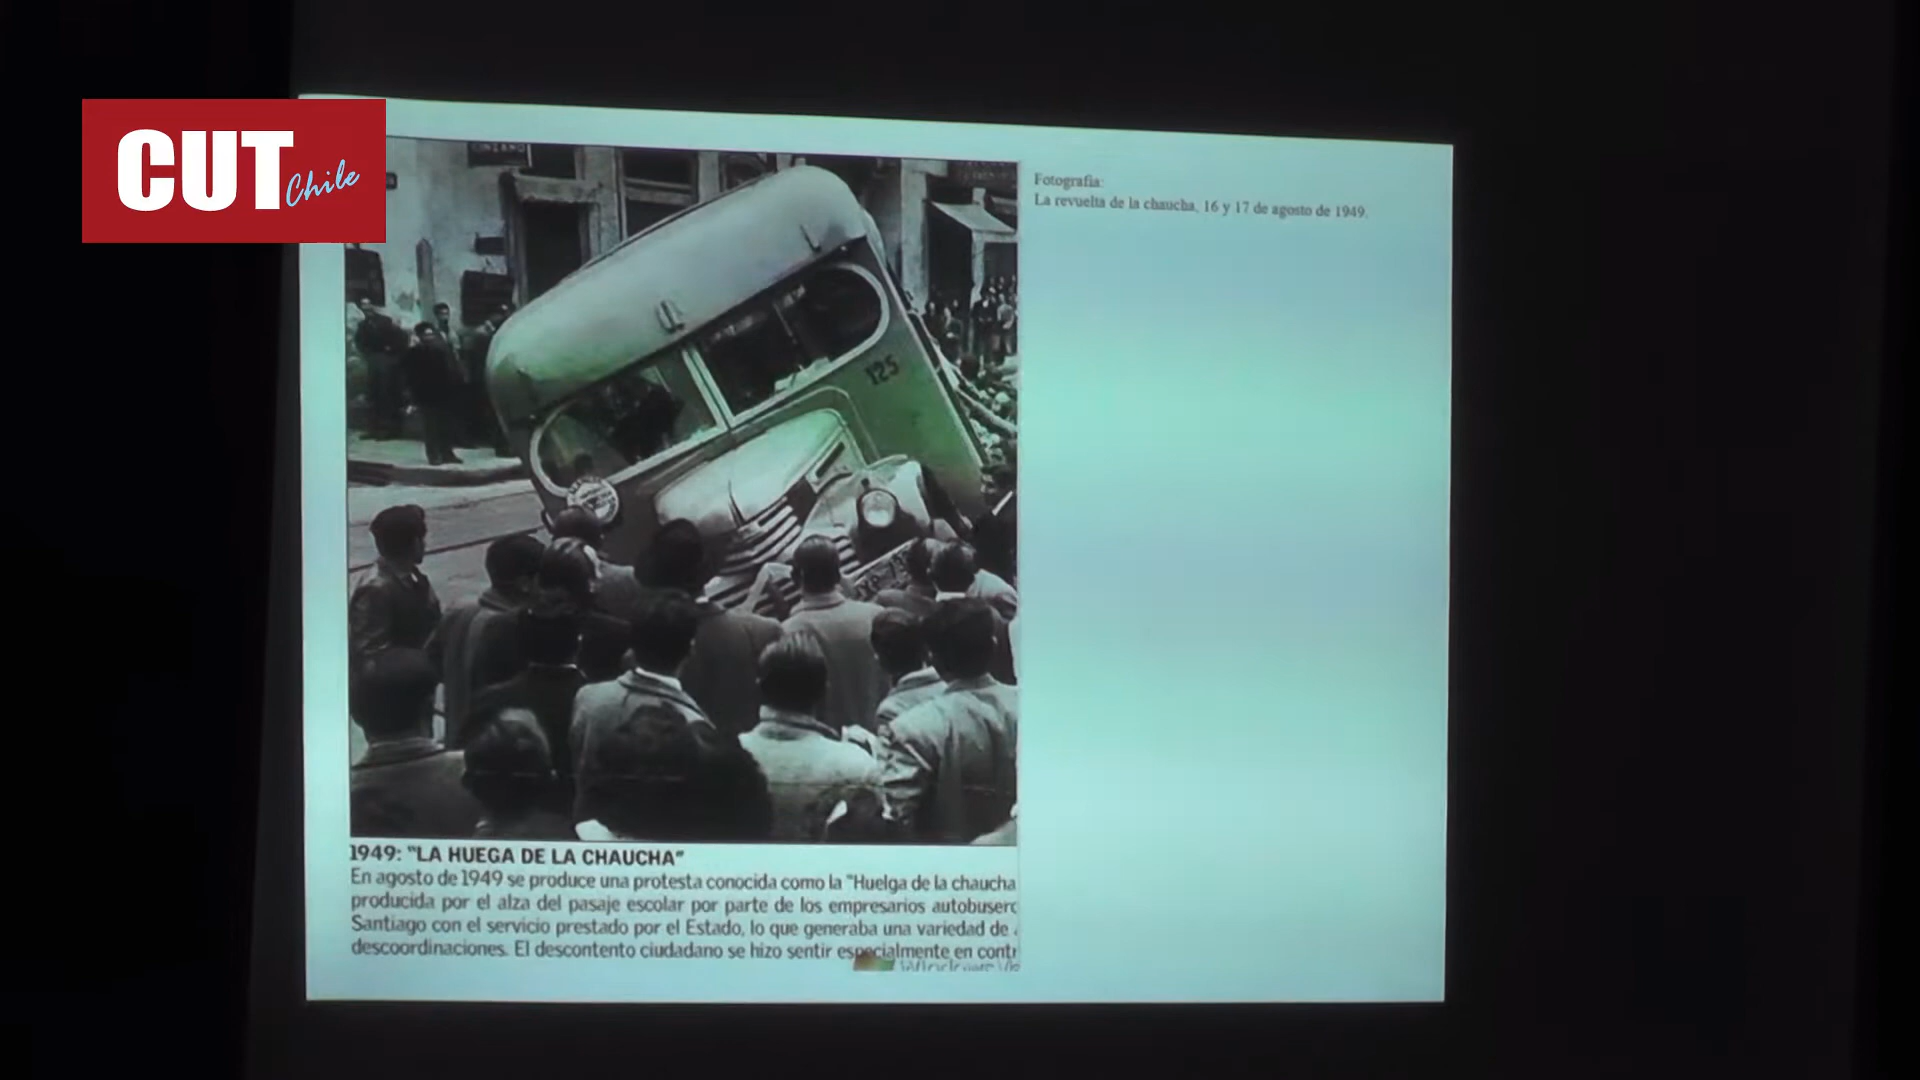 CUT
Chile
Fotografía:
La revuelta de la chaucha, 16 y 17 de agosto de 1949.
125
1949: "LA HUEGA DE LA CHAUCHA"
En agosto de 1949 se produce una protesta conocida como la "Huelga de la chaucha
producida por el alza del pasaje escolar por parte de los empresarios
Santiago con el servicio prestado por el Estado, lo que generaba una variedad de
descoordinaciones. El descontento ciudadano se hizo sentir especialmente en